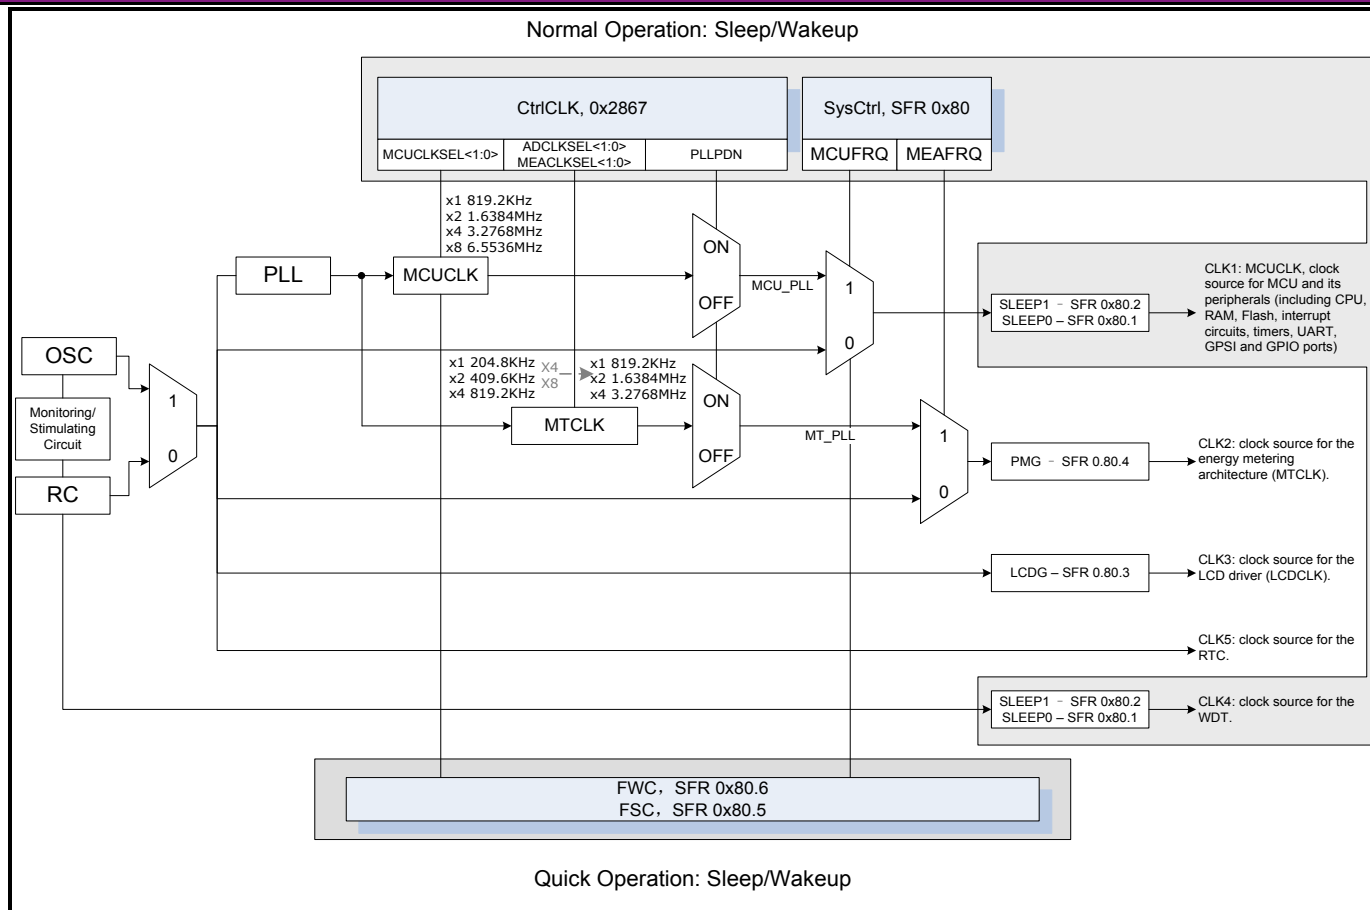 Normal Operation: Sleep/Wakeup
CtrlCLK, 0x2867
SysCtrl, SFR 0x80
MCUCLKSEL<1:0>
ADCLKSEL<1:0>
MEACLKSEL<1:0>
PLLPDN
MCUFRQ
MEAFRQ
x1 819.2KHz
x2 1.6384MHz
x4 3.2768MHz
x8 6.5536MHz
PLL
MCUCLK
ON
OFF
MCU_PLL
1
0
SLEEP1 - SFR 0x80.2
SLEEP0 – SFR 0x80.1
CLK1: MCUCLK, clock
source for MCU and its
peripherals (including CPU,
RAM, Flash, interrupt
circuits, timers, UART,
GPSI and GPIO ports)
OSC
Monitoring/
Stimulating
Circuit
RC
1
0
x1 204.8KHz
x2 409.6KHz
x4 819.2KHz
X4
X8
x1 819.2KHz
x2 1.6384MHz
x4 3.2768MHz
MTCLK
ON
OFF
MT_PLL
1
0
PMG - SFR 0.80.4
CLK2: clock source for the
energy metering
architecture (MTCLK).
LCDG – SFR 0.80.3
CLK3: clock source for the
LCD driver (LCDCLK).
CLK5: clock source for the
RTC.
SLEEP1 - SFR 0x80.2
SLEEP0 – SFR 0x80.1
CLK4: clock source for the
WDT.
FWC，SFR 0x80.6
FSC，SFR 0x80.5
Quick Operation: Sleep/Wakeup